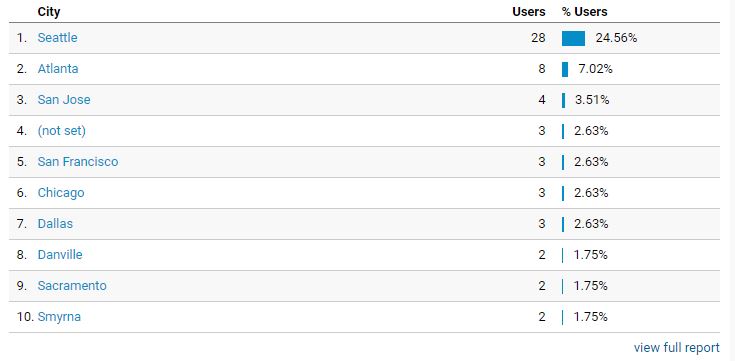 City Users % Users
1. Seattle 28 24.56%
2. Atlanta 8 7.02%
3. San Jose 4 3.51%
4. (not set) 3 2.63%
5. San Francisco 3 2.63%
6. Chicago 3 2.63%
7. Dallas 3 2.63%
8. Danville 2 1.75%
9. Sacramento 2 1.75%
10. Smyrna 2 1.75%
view full report